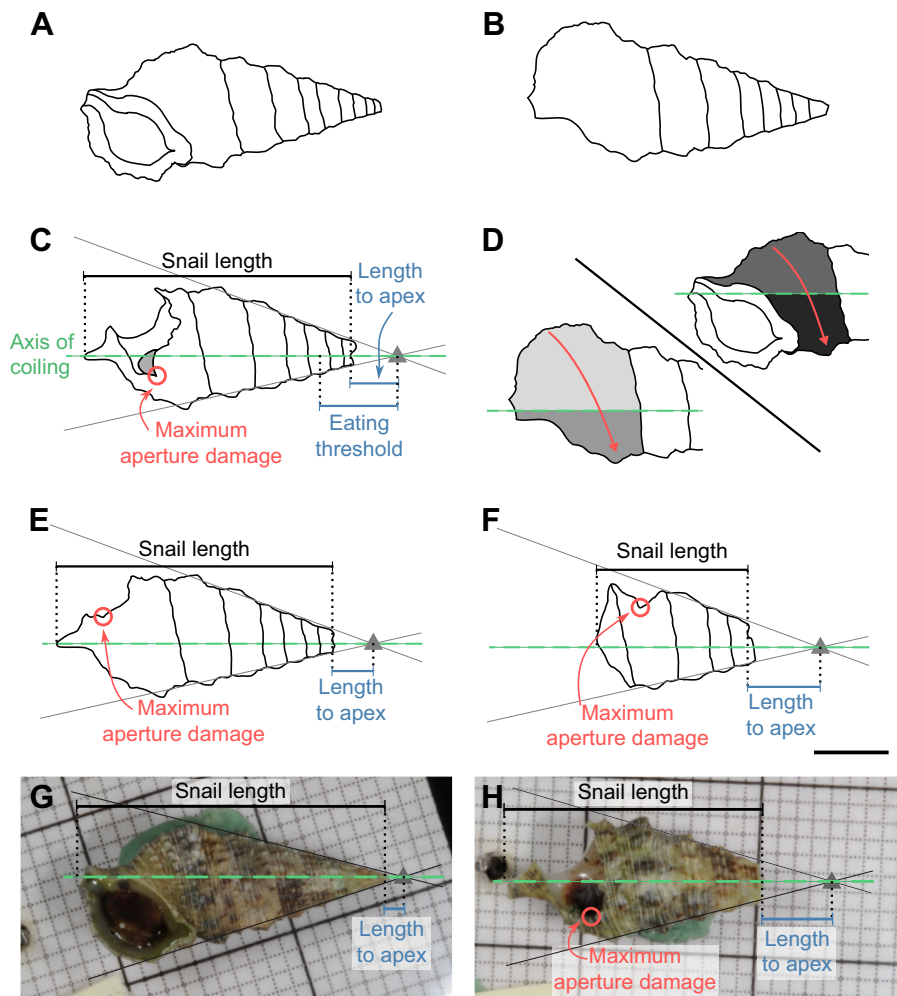 A
B
C
Snail length
Length
to apex
Axis of
coiling
Maximum
aperture damage
Eating
threshold
D
E
Snail length
Maximum
aperture damage
Length
to apex
F
Snail length
Maximum
aperture damage
Length
to apex
G
Snail length
Length
to apex
H
Snail length
Maximum
aperture damage
Length
to apex